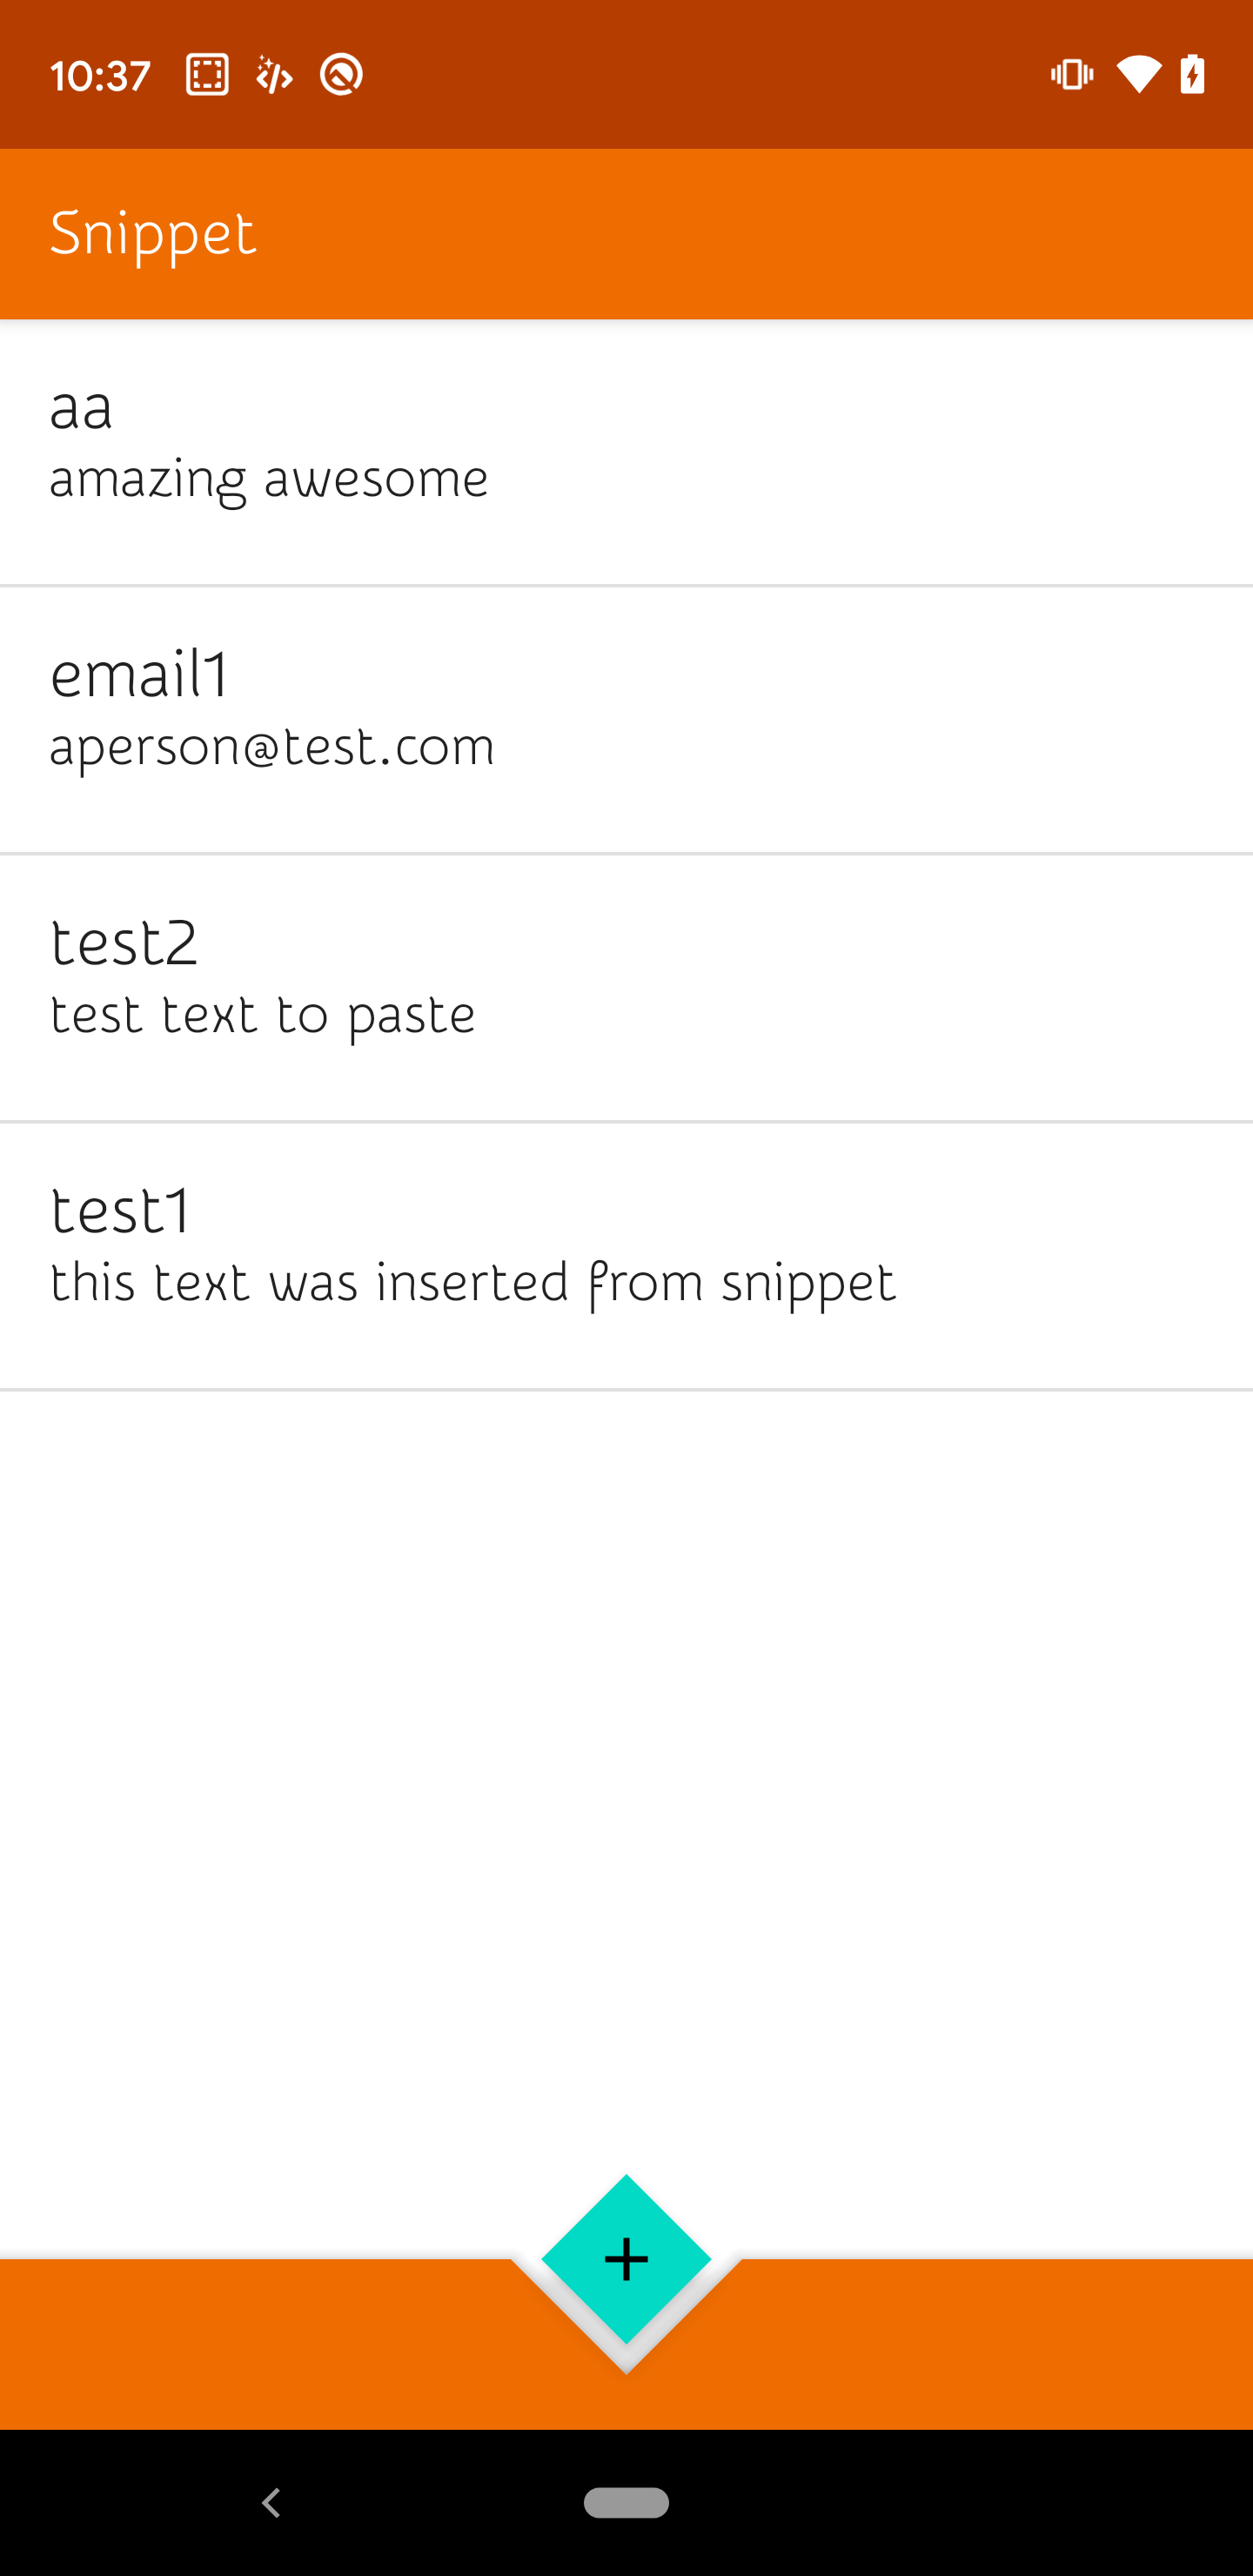 10:37
Snippet
aa
amazing awesome
email1
aperson@test.com
test2
test text to paste
test1
this text was inserted from snippet